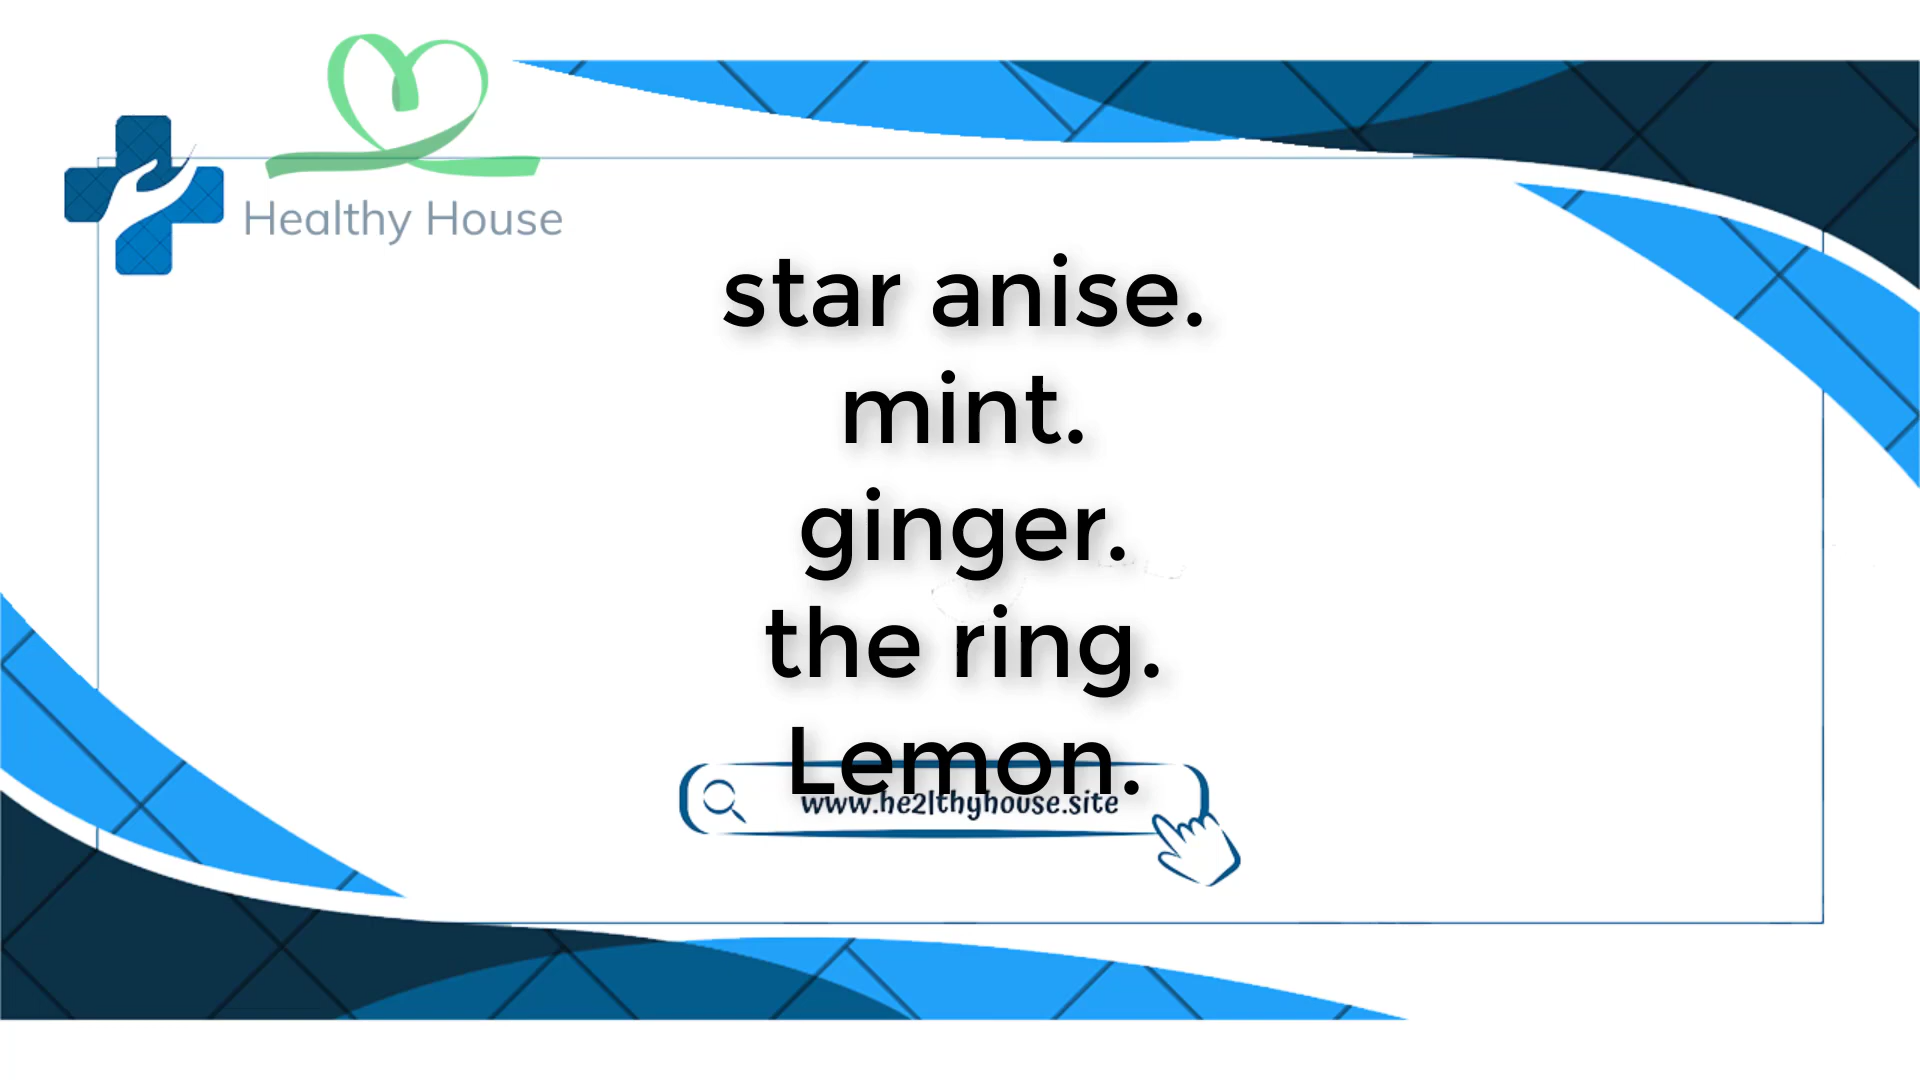 Healthy House
star anise.
mint.
ginger.
the ring.
Lemon.
www.he2lthyhouse.site